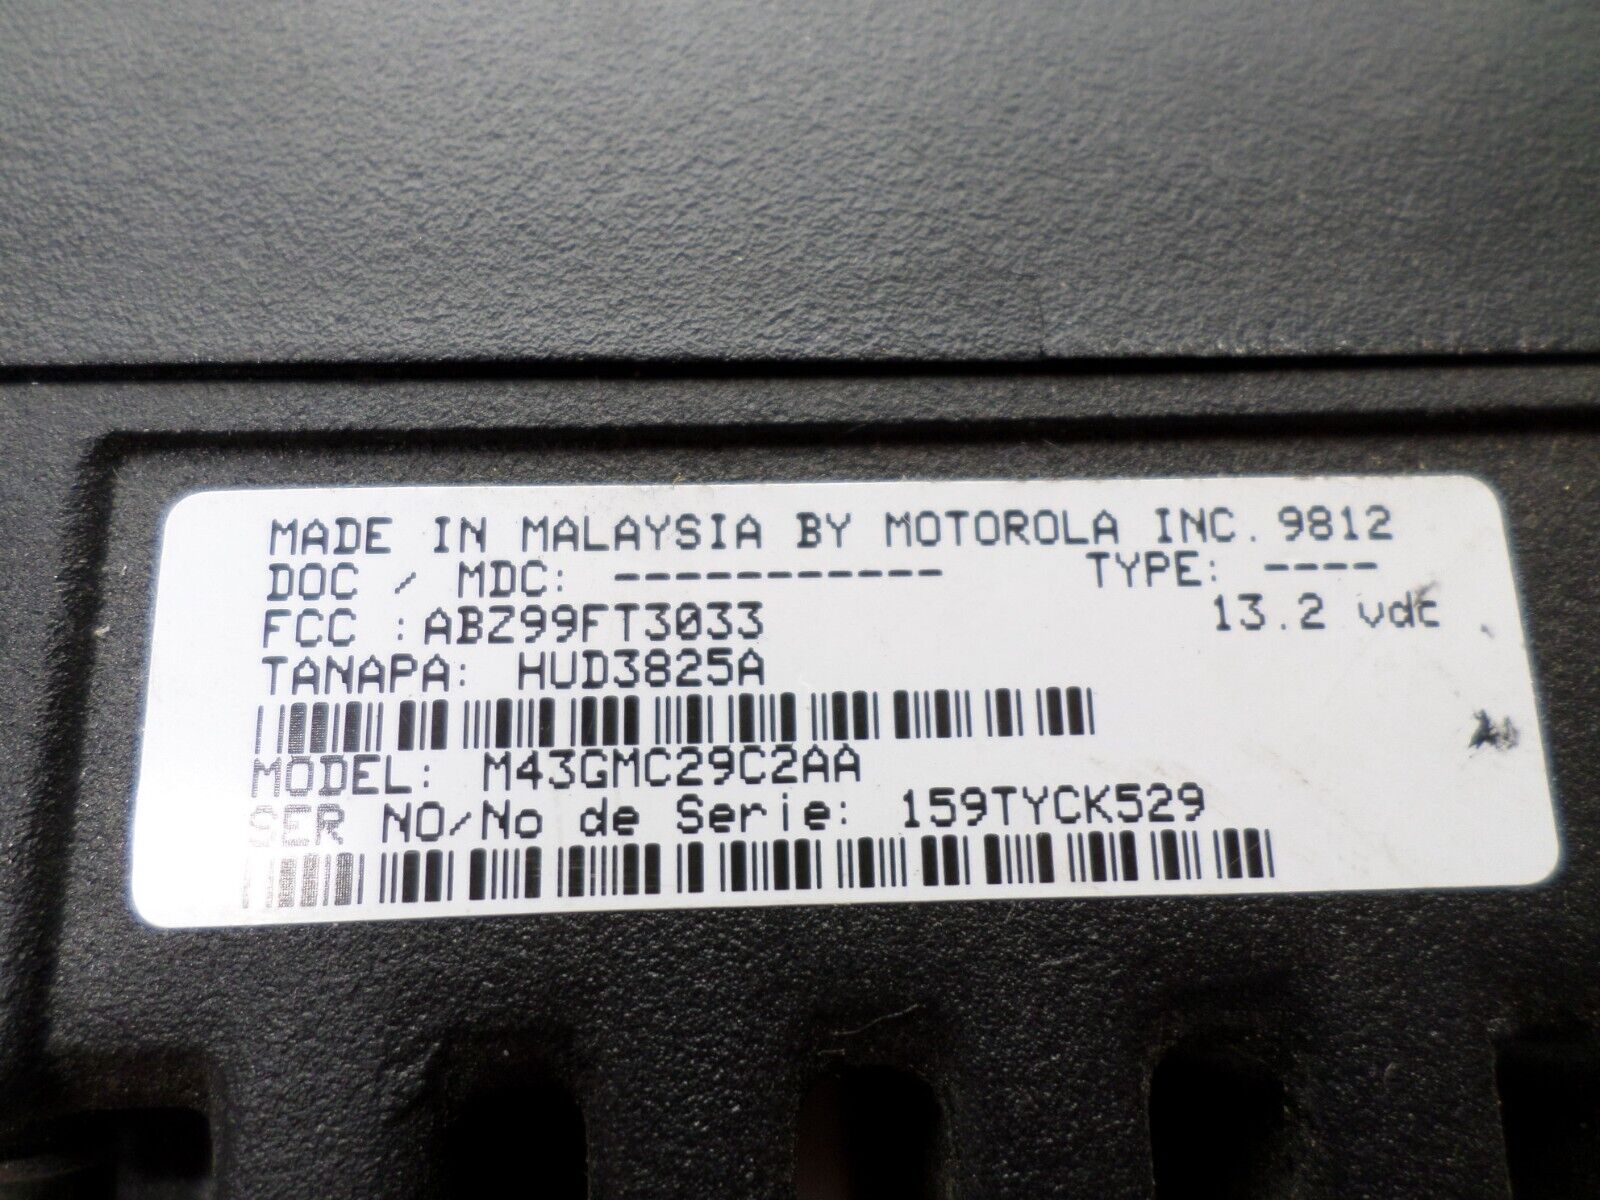 MADE IN MALAYSIA BY MOTOROLA INC. 9812
DOC / MDC: ----------- TYPE: ----
FCC :ABZ99FT3033 13.2 vdc
TANAPA: HUD3825A
MODEL: M43GMC29C2AA
SER NO/No de Serie: 159TYCK529